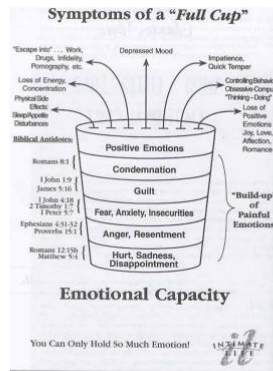 Symptoms of a "Full Cup"
Depressed Mood
"Escape into" ... Work,
Drugs, Infidelity,
Pornography, etc.
Impatience,
Quick Temper
Loss of Energy,
Concentration
Controlling Behavio
Obsessive-Compu
"Thinking - Doing"
Physical Side
Effects:
Sleep/Appetite
Disturbances
Loss of
Positive
Emotions
Joy, Love,
Affection,
Romance
Biblical Antidotes:
Romans 8:1
I John 1:9
James 5:16
I John 4:18
2 Timothy 1:7
I Peter 5:7
Ephesians 4:31-32
Proverbs 15:1
Romans 12:15b
Matthew 5:4
Positive Emotions
Condemnation
Guilt
Fear, Anxiety, Insecurities
Anger, Resentment
Hurt, Sadness,
Disappointment
"Build-up
of
Painful
Emotions
Emotional Capacity
You Can Only Hold So Much Emotion!
INTIMATE
LIFE